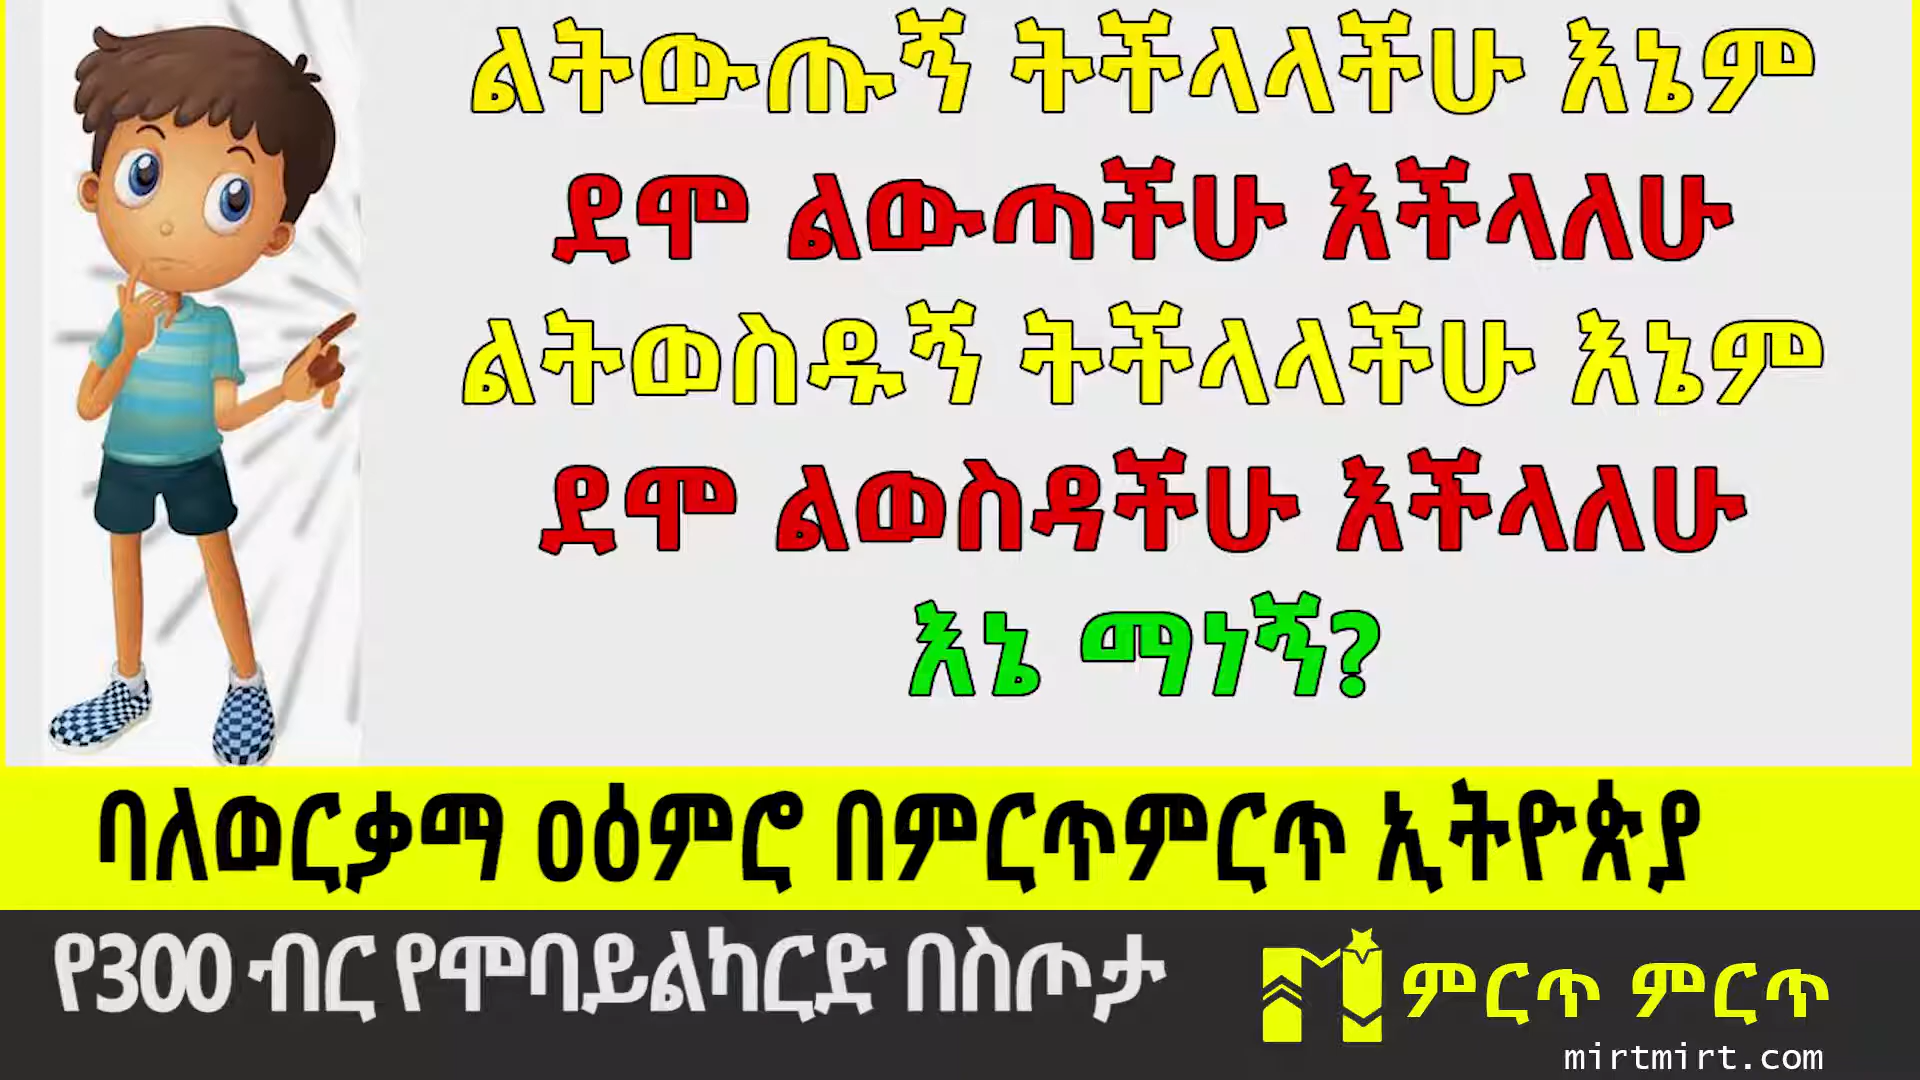 ልትውጡኝ ትችላላችሁ እኔም
ደሞ ልውጣችሁ እችላለሁ
ልትወስዱኝ ትችላላችሁ እኔም
ደሞ ልወስዳችሁ እችላለሁ
እኔ ማነኝ?
ባለወርቃማ ዐዕምሮ በምርጥምርጥ ኢትዮጵያ
የ300 ብር የሞባይልካርድ በስጦታ
ምርጥ ምርጥ
mirtmirt.com